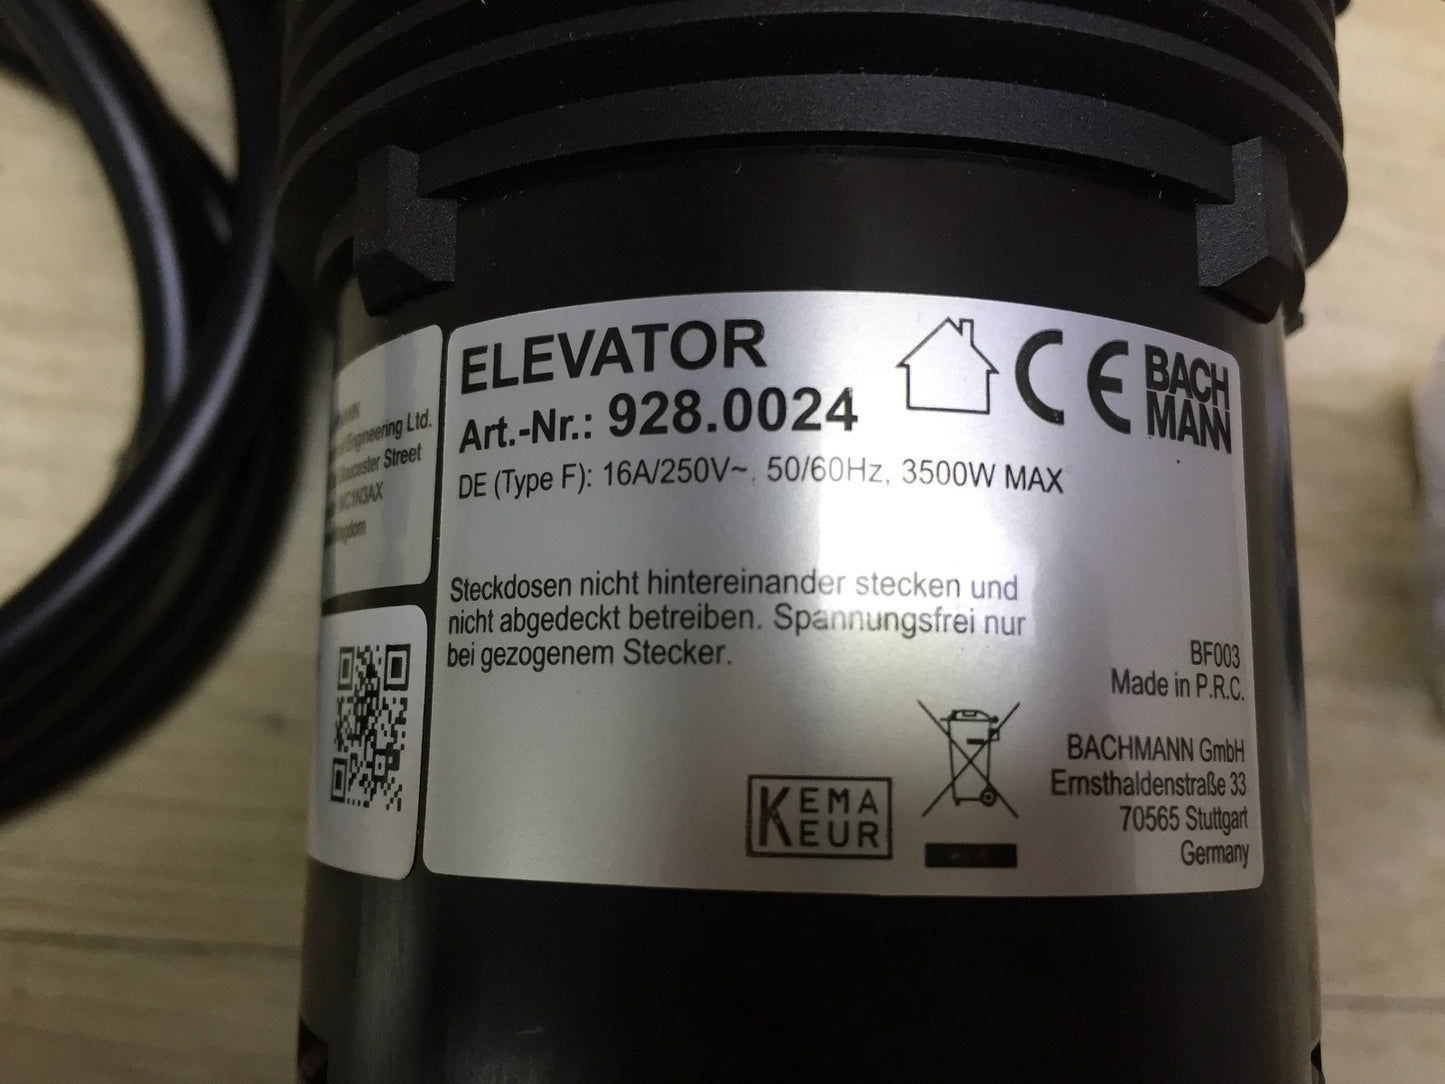 ELEVATOR
Art.-Nr.: 928.0024
CE
BACH
MANN
DE (Type F): 16A/250V~, 50/60Hz, 3500W MAX
Steckdosen nicht hintereinander stecken und
nicht abgedeckt betreiben. Spannungsfrei nur
bei gezogenem Stecker.
BF003
Made in P.R.C.
BACHMANN GmbH
Ernsthaldenstraße 33
70565 Stuttgart
Germany
KEMA
KEUR
Engineering Ltd.
Gloucester Street
WC1N3AX